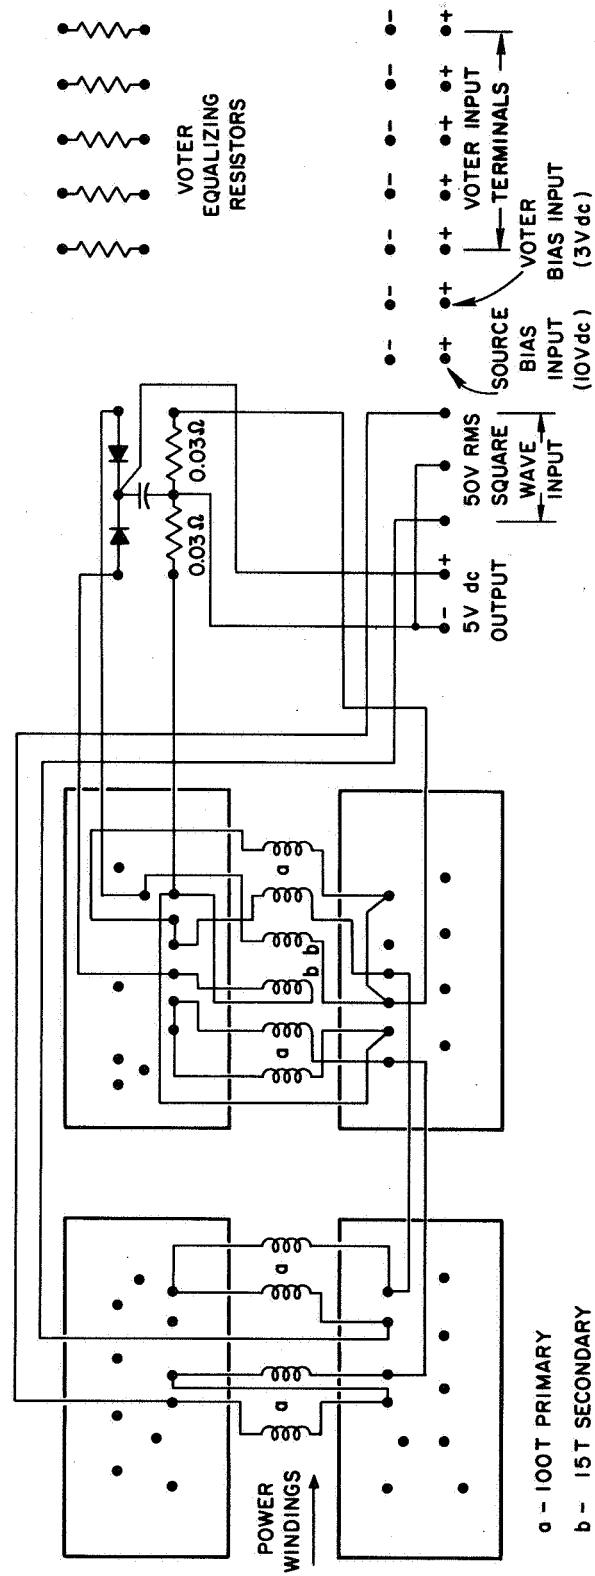 VOTER
EQUALIZING
RESISTORS
- - - - - - -
+ + + + + + +
VOTER INPUT
TERMINALS
VOTER
BIAS INPUT
(3Vdc)
SOURCE
BIAS
INPUT
(10Vdc)
0.03Ω
0.03Ω
50V RMS
SQUARE
WAVE
INPUT
- +
5V dc
OUTPUT
a
b b
a
a
a
POWER
WINDINGS
a - 100T PRIMARY
b - 15T SECONDARY